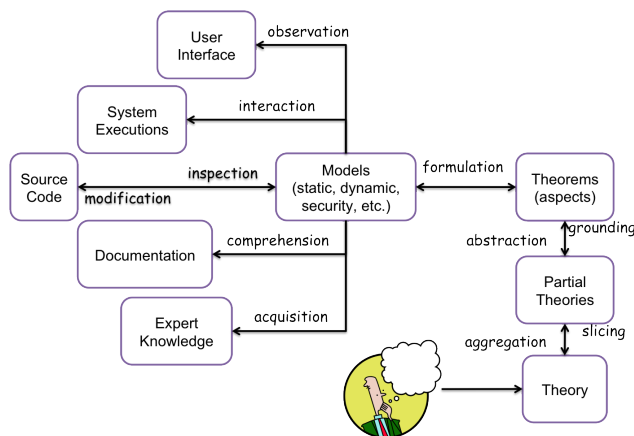 User
Interface
observation
System
Executions
interaction
Source
Code
inspection
modification
Models
(static, dynamic,
security, etc.)
formulation
Theorems
(aspects)
grounding
abstraction
Documentation
comprehension
Partial
Theories
Expert
Knowledge
acquisition
slicing
aggregation
Theory